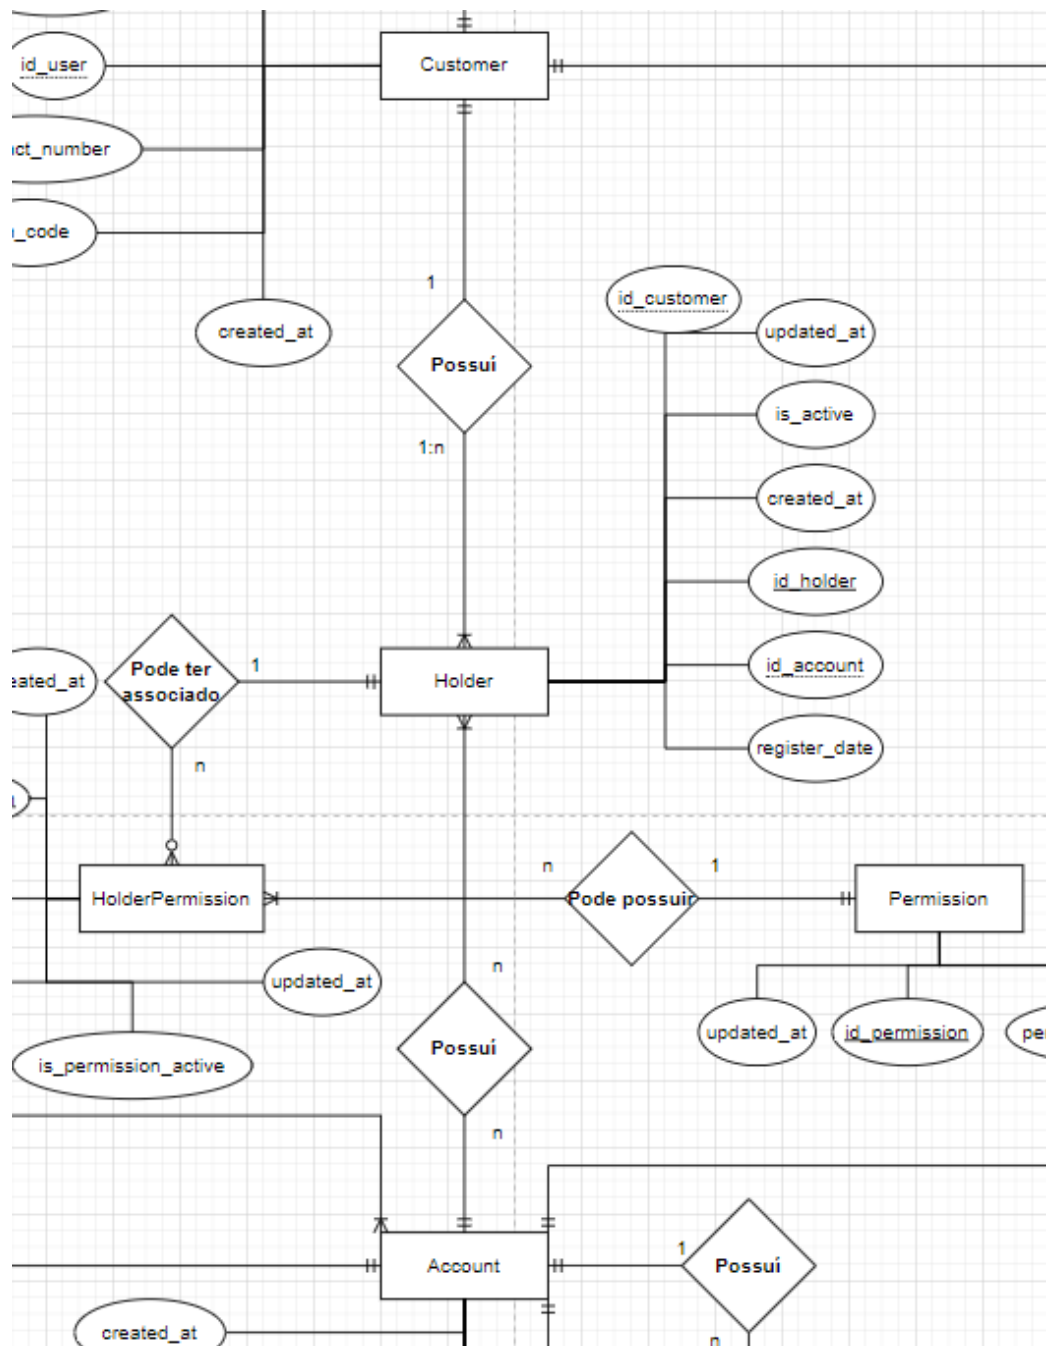 Customer
id_user
ct_number
_code
created_at
1
Possuí
1:n
id_customer
updated_at
is_active
created_at
id_holder
id_account
register_date
Holder
1
Pode ter
associado
n
eated_at
HolderPermission
n
Pode possuir
1
Permission
updated_at
is_permission_active
updated_at
id_permission
per
n
Possuí
n
Account
1
Possuí
n
created_at